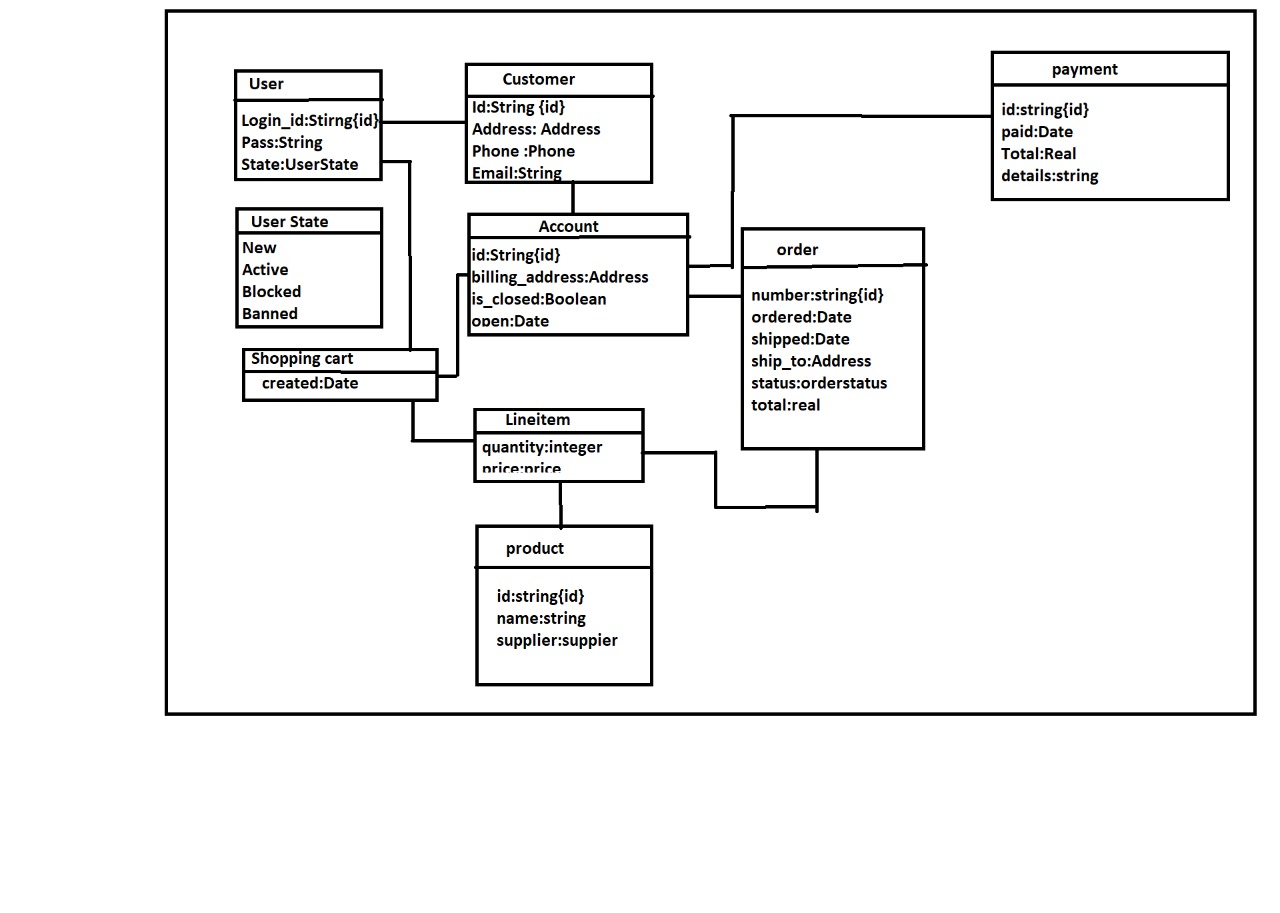 User
Login_id:Stirng{id}
Pass:String
State:UserState
Customer
Id:String {id}
Address: Address
Phone :Phone
Email:String
payment
id:string{id}
paid:Date
Total:Real
details:string
User State
New
Active
Blocked
Banned
Account
id:String{id}
billing_address:Address
is_closed:Boolean
open:Date
order
number:string{id}
ordered:Date
shipped:Date
ship_to:Address
status:orderstatus
total:real
Shopping cart
created:Date
Lineitem
quantity:integer
price:price
product
id:string{id}
name:string
supplier:suppier